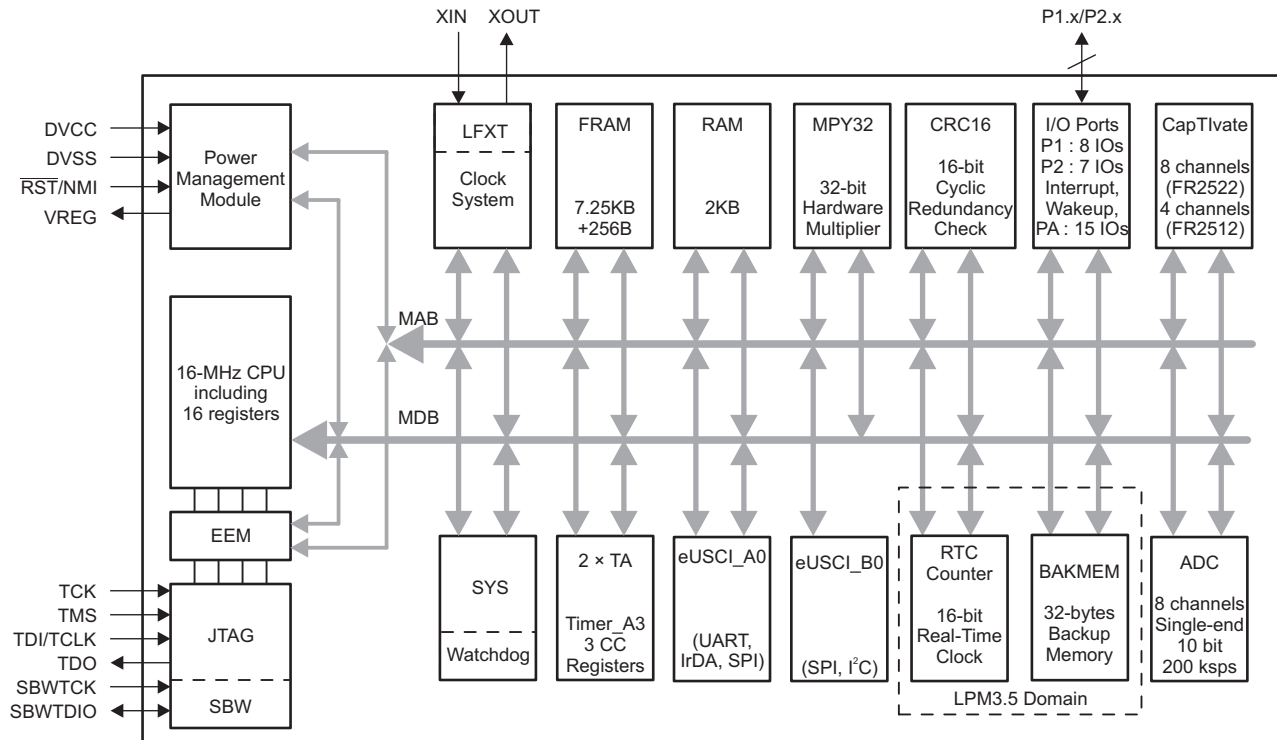 XIN
XOUT
P1.x/P2.x
DVCC
DVSS
RST/NMI
VREG
Power
Management
Module
LFXT
Clock
System
FRAM
7.25KB
+256B
RAM
2KB
MPY32
32-bit
Hardware
Multiplier
CRC16
16-bit
Cyclic
Redundancy
Check
I/O Ports
P1 : 8 IOs
P2 : 7 IOs
Interrupt,
Wakeup,
PA : 15 IOs
CapTIvate
8 channels
(FR2522)
4 channels
(FR2512)
MAB
16-MHz CPU
including
16 registers
MDB
EEM
TCK
TMS
TDI/TCLK
TDO
SBWTCK
SBWTDIO
JTAG
SBW
SYS
Watchdog
2 × TA
Timer_A3
3 CC
Registers
eUSCI_A0
(UART,
IrDA, SPI)
eUSCI_B0
(SPI, I²C)
RTC
Counter
16-bit
Real-Time
Clock
BAKMEM
32-bytes
Backup
Memory
LPM3.5 Domain
ADC
8 channels
Single-end
10 bit
200 ksps